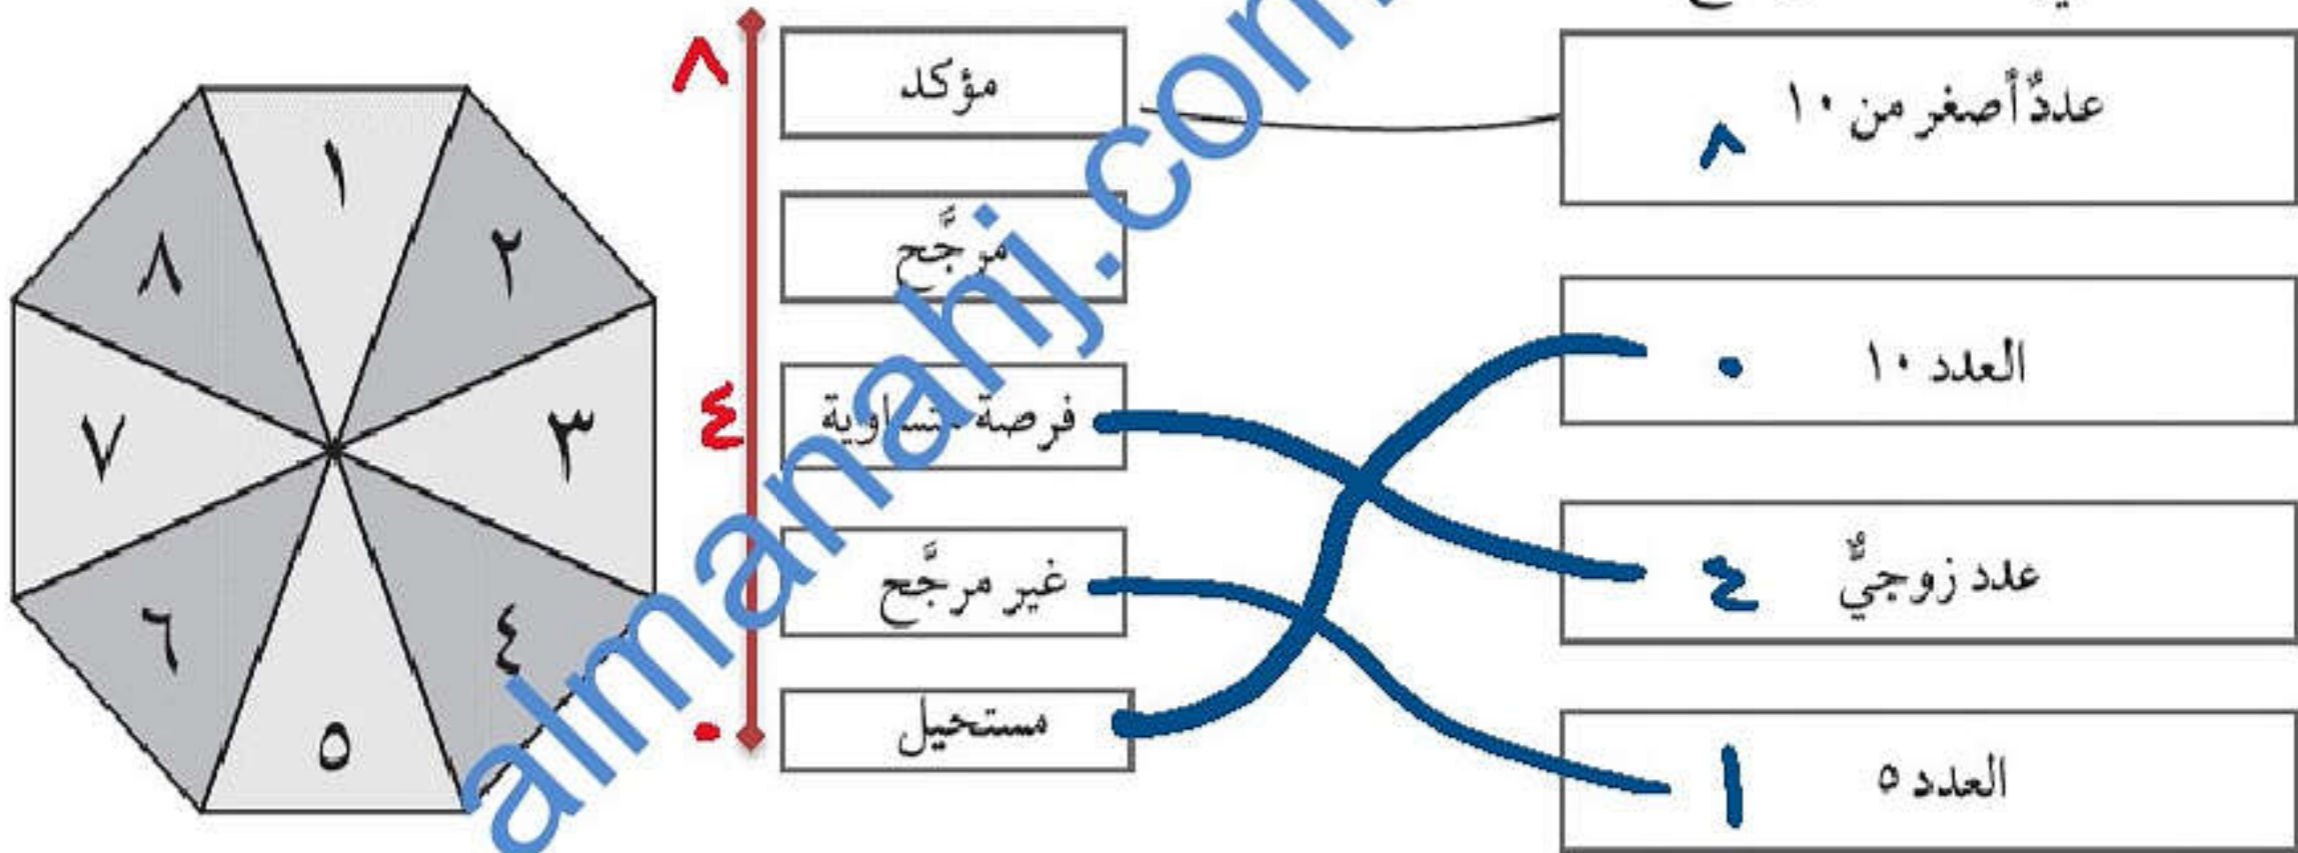 عددٌ أصغر من ١٠
٨
العدد ١٠
٠
عدد زوجيٌّ
٤
العدد ٥
١
مؤكد
مرجَّح
فرصة متساوية
غير مرجَّح
مستحيل
٨
٤
٠
١
٢
٣
٤
٥
٦
٧
٨
almanahj.com